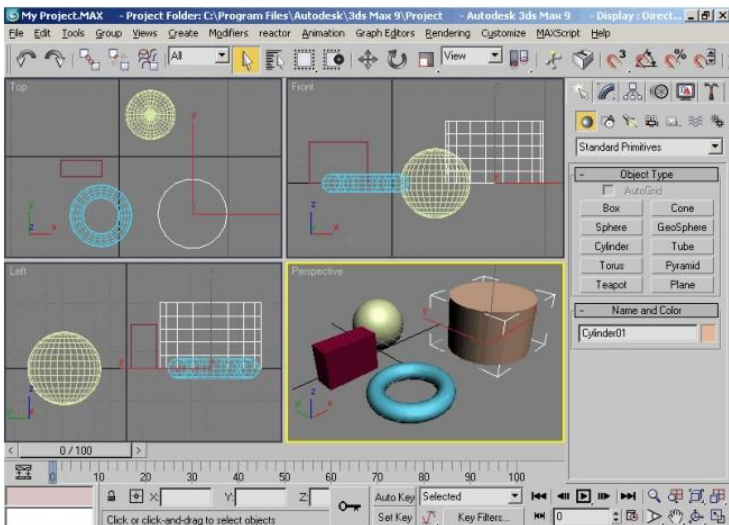 My Project.MAX - Project Folder: C:\Program Files\Autodesk\3ds Max 9\Project - Autodesk 3ds Max 9 - Display : Direct...
File Edit Tools Group Views Create Modifiers reactor Animation Graph Editors Rendering Customize MAXScript Help
All View 3 %
Top
Front
Left
Perspective
Standard Primitives
- Object Type
AutoGrid
Box Cone
Sphere GeoSphere
Cylinder Tube
Torus Pyramid
Teapot Plane
- Name and Color
Cylinder01
< 0 / 100 >
0 10 20 30 40 50 60 70 80 90 100
X: Y: Z: Auto Key Selected
Click or click-and-drag to select objects Set Key Key Filters... 0